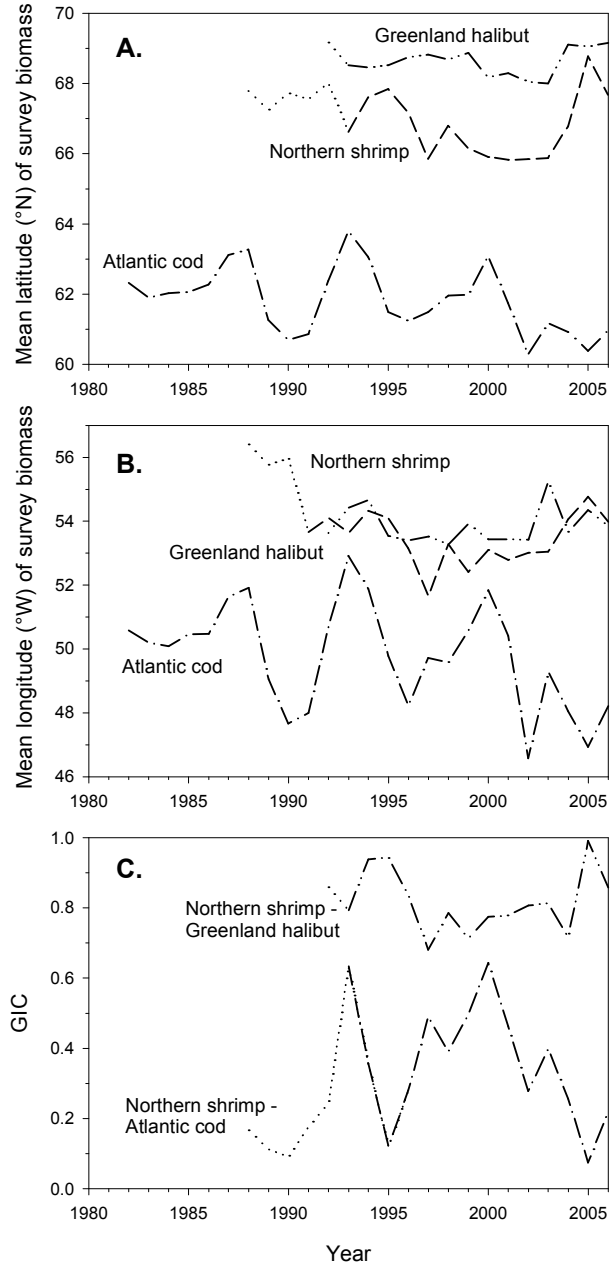 Mean latitude (°N) of survey biomass
70
68
66
64
62
60
A.
Greenland halibut
Northern shrimp
Atlantic cod
1980 1985 1990 1995 2000 2005
Mean longitude (°W) of survey biomass
56
54
52
50
48
46
B.
Northern shrimp
Greenland halibut
Atlantic cod
1980 1985 1990 1995 2000 2005
GIC
1.0
0.8
0.6
0.4
0.2
0.0
C.
Northern shrimp -
Greenland halibut
Northern shrimp -
Atlantic cod
1980 1985 1990 1995 2000 2005
Year